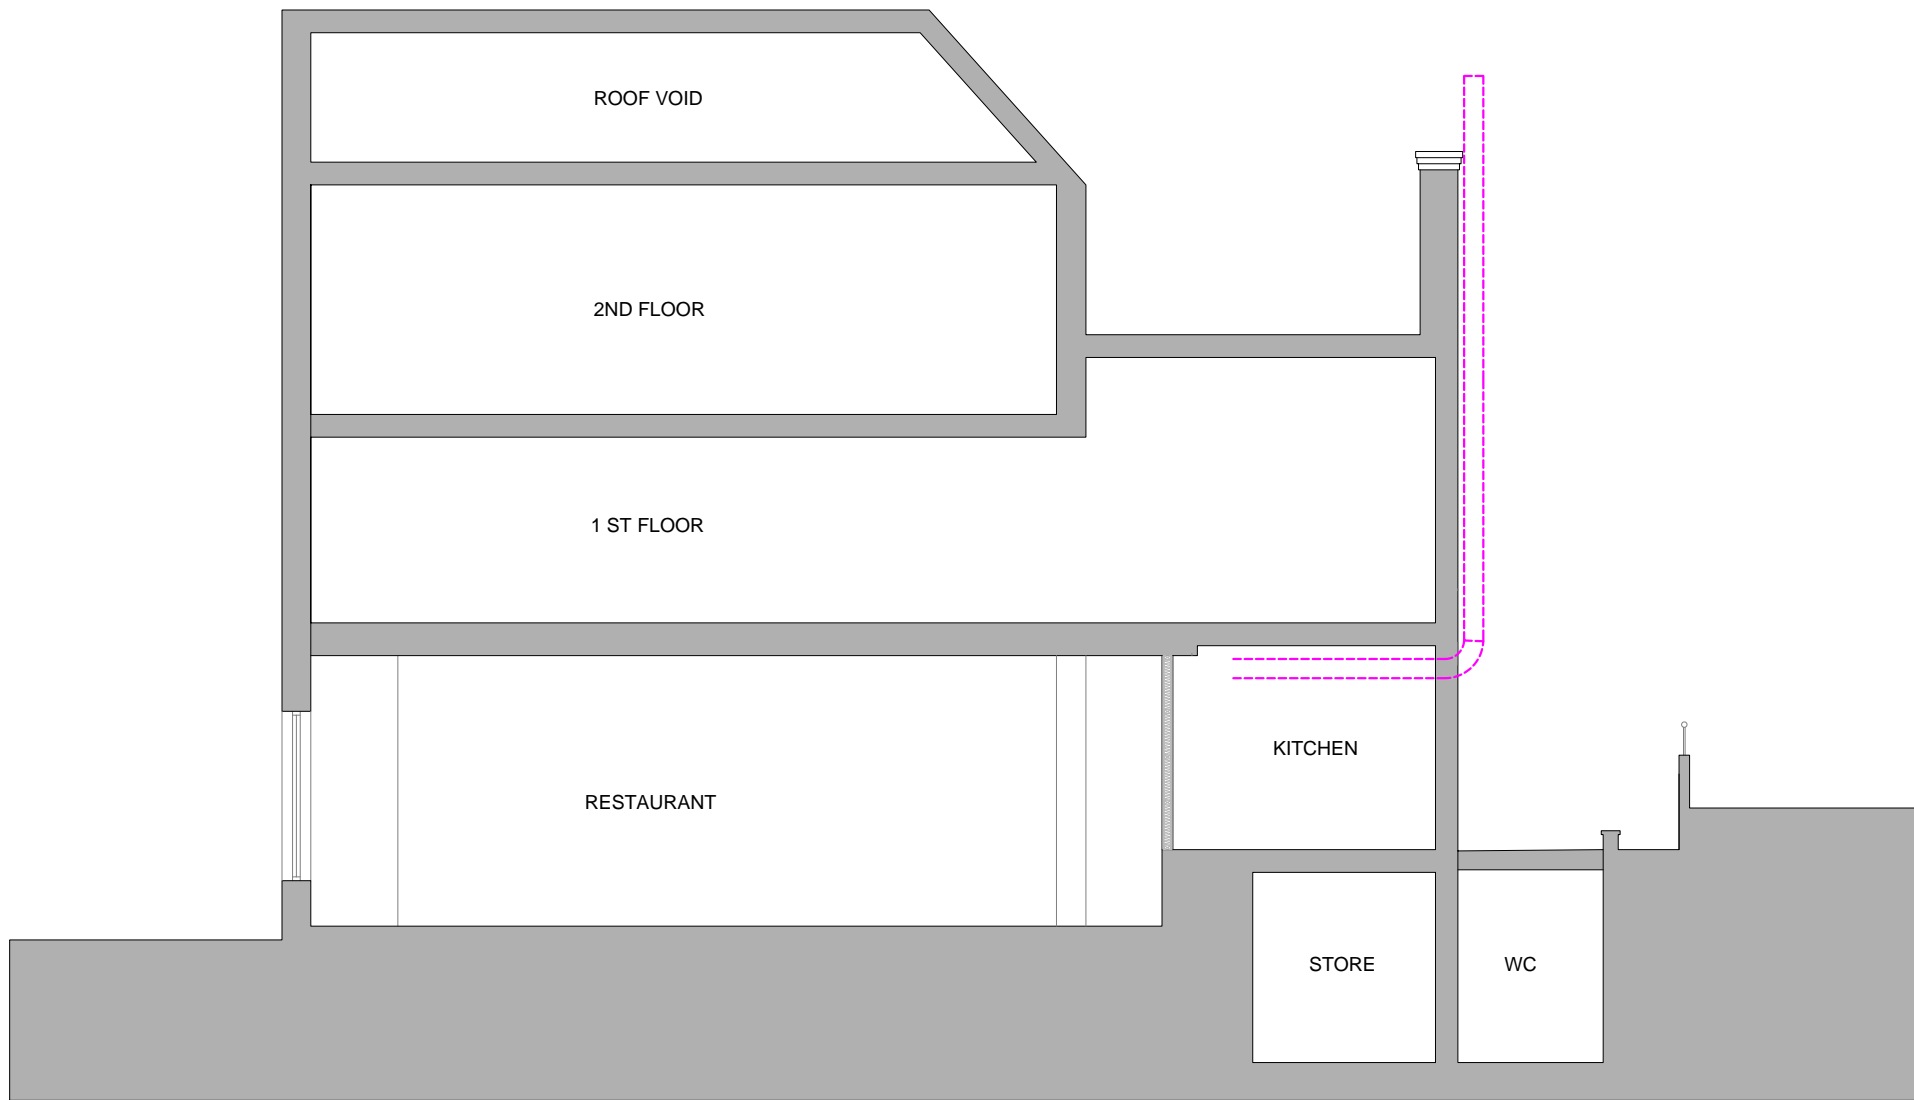 ROOF VOID
2ND FLOOR
1 ST FLOOR
KITCHEN
RESTAURANT
STORE
WC